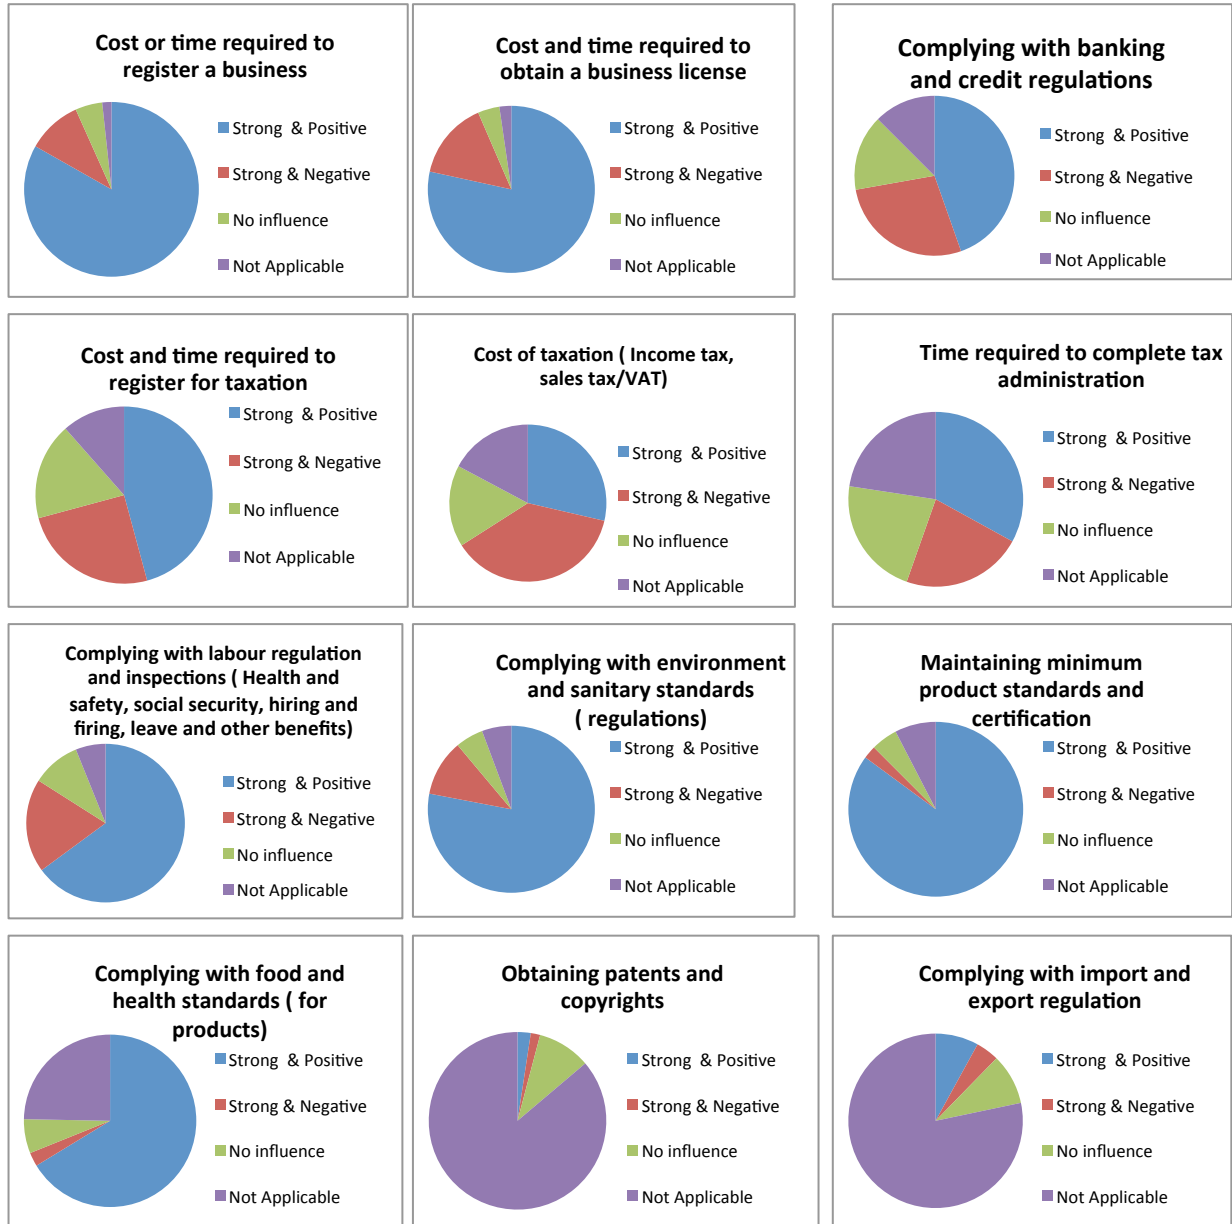 Cost or time required to
register a business
Strong & Positive
Strong & Negative
No influence
Not Applicable
Cost and time required to
obtain a business license
Strong & Positive
Strong & Negative
No influence
Not Applicable
Complying with banking
and credit regulations
Strong & Positive
Strong & Negative
No influence
Not Applicable
Cost and time required to
register for taxation
Strong & Positive
Strong & Negative
No influence
Not Applicable
Cost of taxation ( Income tax,
sales tax/VAT)
Strong & Positive
Strong & Negative
No influence
Not Applicable
Time required to complete tax
administration
Strong & Positive
Strong & Negative
No influence
Not Applicable
Complying with labour regulation
and inspections ( Health and
safety, social security, hiring and
firing, leave and other benefits)
Strong & Positive
Strong & Negative
No influence
Not Applicable
Complying with environment
and sanitary standards
( regulations)
Strong & Positive
Strong & Negative
No influence
Not Applicable
Maintaining minimum
product standards and
certification
Strong & Positive
Strong & Negative
No influence
Not Applicable
Complying with food and
health standards ( for
products)
Strong & Positive
Strong & Negative
No influence
Not Applicable
Obtaining patents and
copyrights
Strong & Positive
Strong & Negative
No influence
Not Applicable
Complying with import and
export regulation
Strong & Positive
Strong & Negative
No influence
Not Applicable